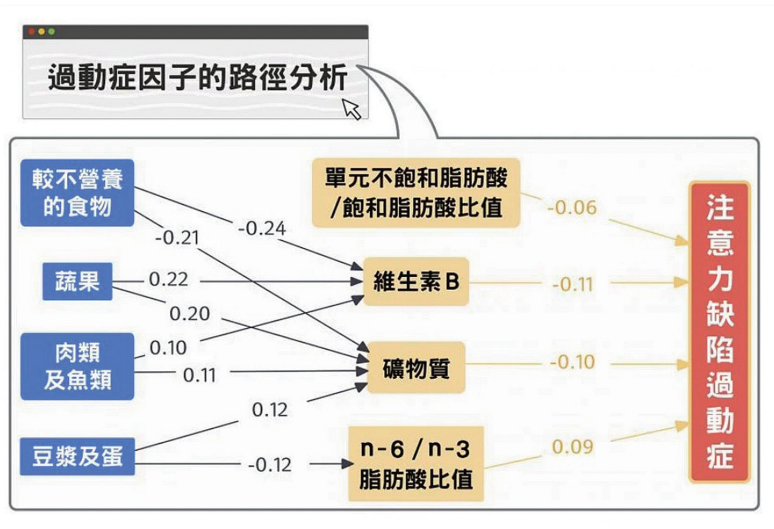 過動症因子的路徑分析
較不營養
的食物
蔬果
肉類
及魚類
豆漿及蛋
-0.24
-0.21
0.22
0.20
0.10
0.11
0.12
-0.12
單元不飽和脂肪酸
/飽和脂肪酸比值
維生素B
礦物質
n-6 / n-3
脂肪酸比值
-0.06
-0.11
-0.10
0.09
注意力缺陷過動症